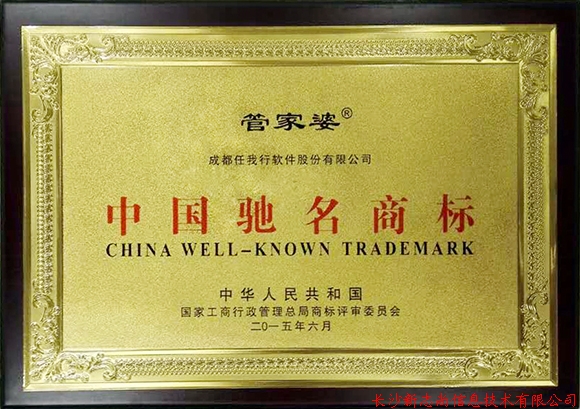 管家婆®
成都任我行软件股份有限公司
中国驰名商标
CHINA WELL-KNOWN TRADEMARK
中华人民共和国
国家工商行政管理总局商标评审委员会
二〇一五年六月
长沙新志南信息技术有限公司